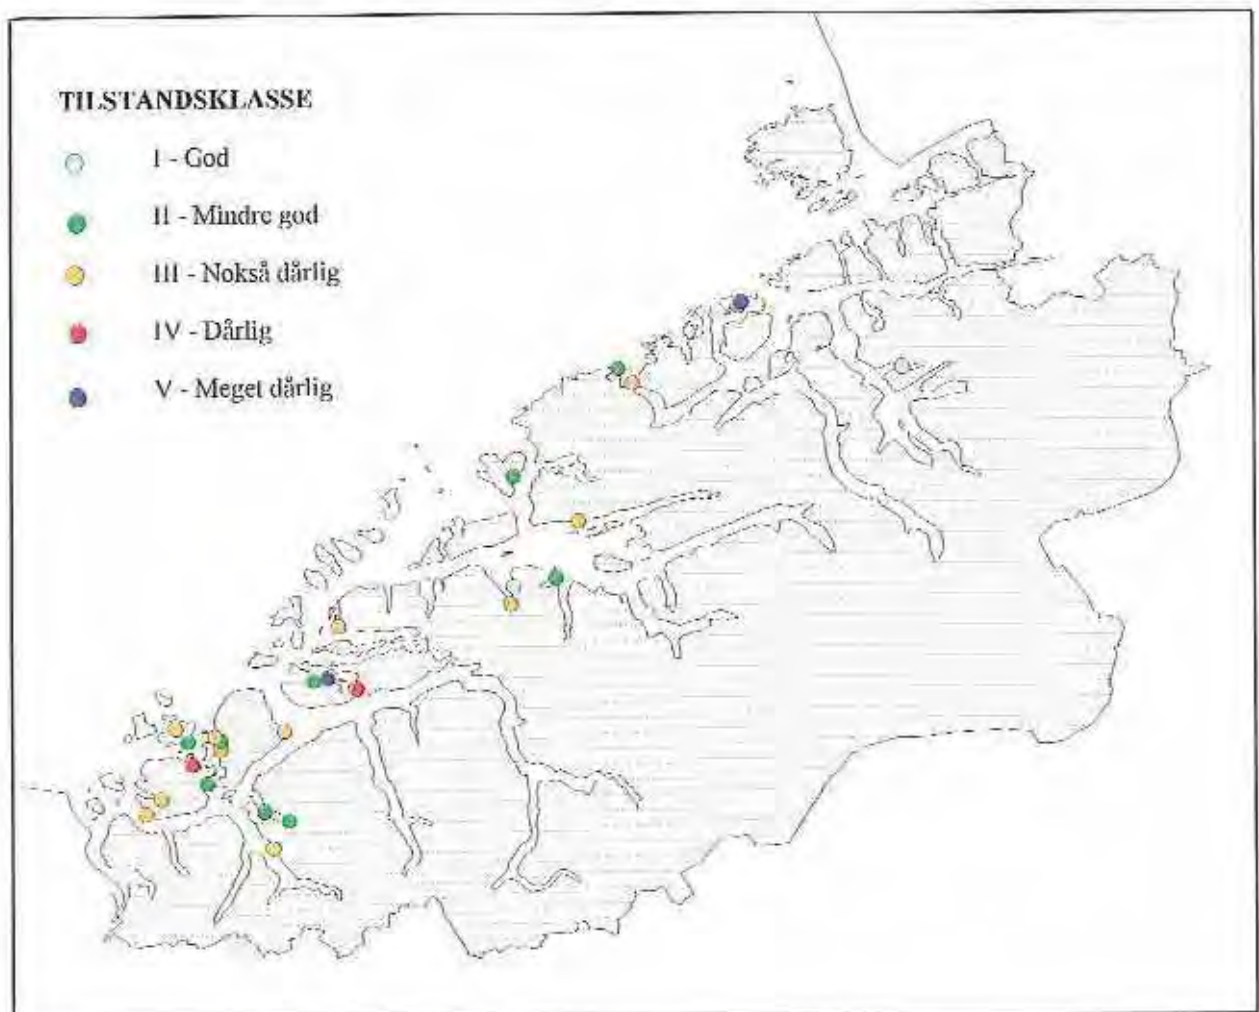 TILSTANDSKLASSE
I - God
II - Mindre god
III - Nokså dårlig
IV - Dårlig
V - Meget dårlig